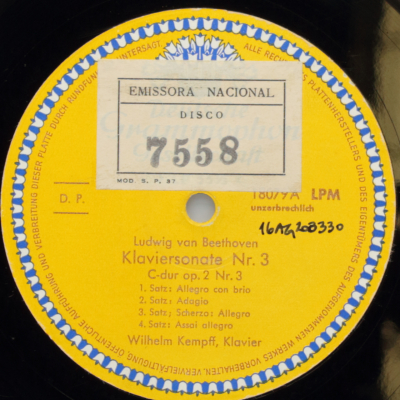 EMISSORA NACIONAL
DISCO
7558
MOD. S. P. 27
D. P.
18079A LPM
unzerbrechlich
16AG208330
Ludwig van Beethoven
Klaviersonate Nr. 3
C-dur op. 2 Nr. 3
1. Satz: Allegro con brio
2. Satz: Adagio
3. Satz: Scherzo: Allegro
4. Satz: Assai allegro
Wilhelm Kempff, Klavier
ALLE RECHTE DES PLATTENHERSTELLERS UND DES EIGENTÜMERS DES AUFGENOMMENEN WERKES VORBEHALTEN. VERVIELFÄLTIGUNG, ÖFFENTLICHE AUFFÜHRUNG UND VERBREITUNG DIESER PLATTE DURCH RUNDFUNK UNTERSAGT.